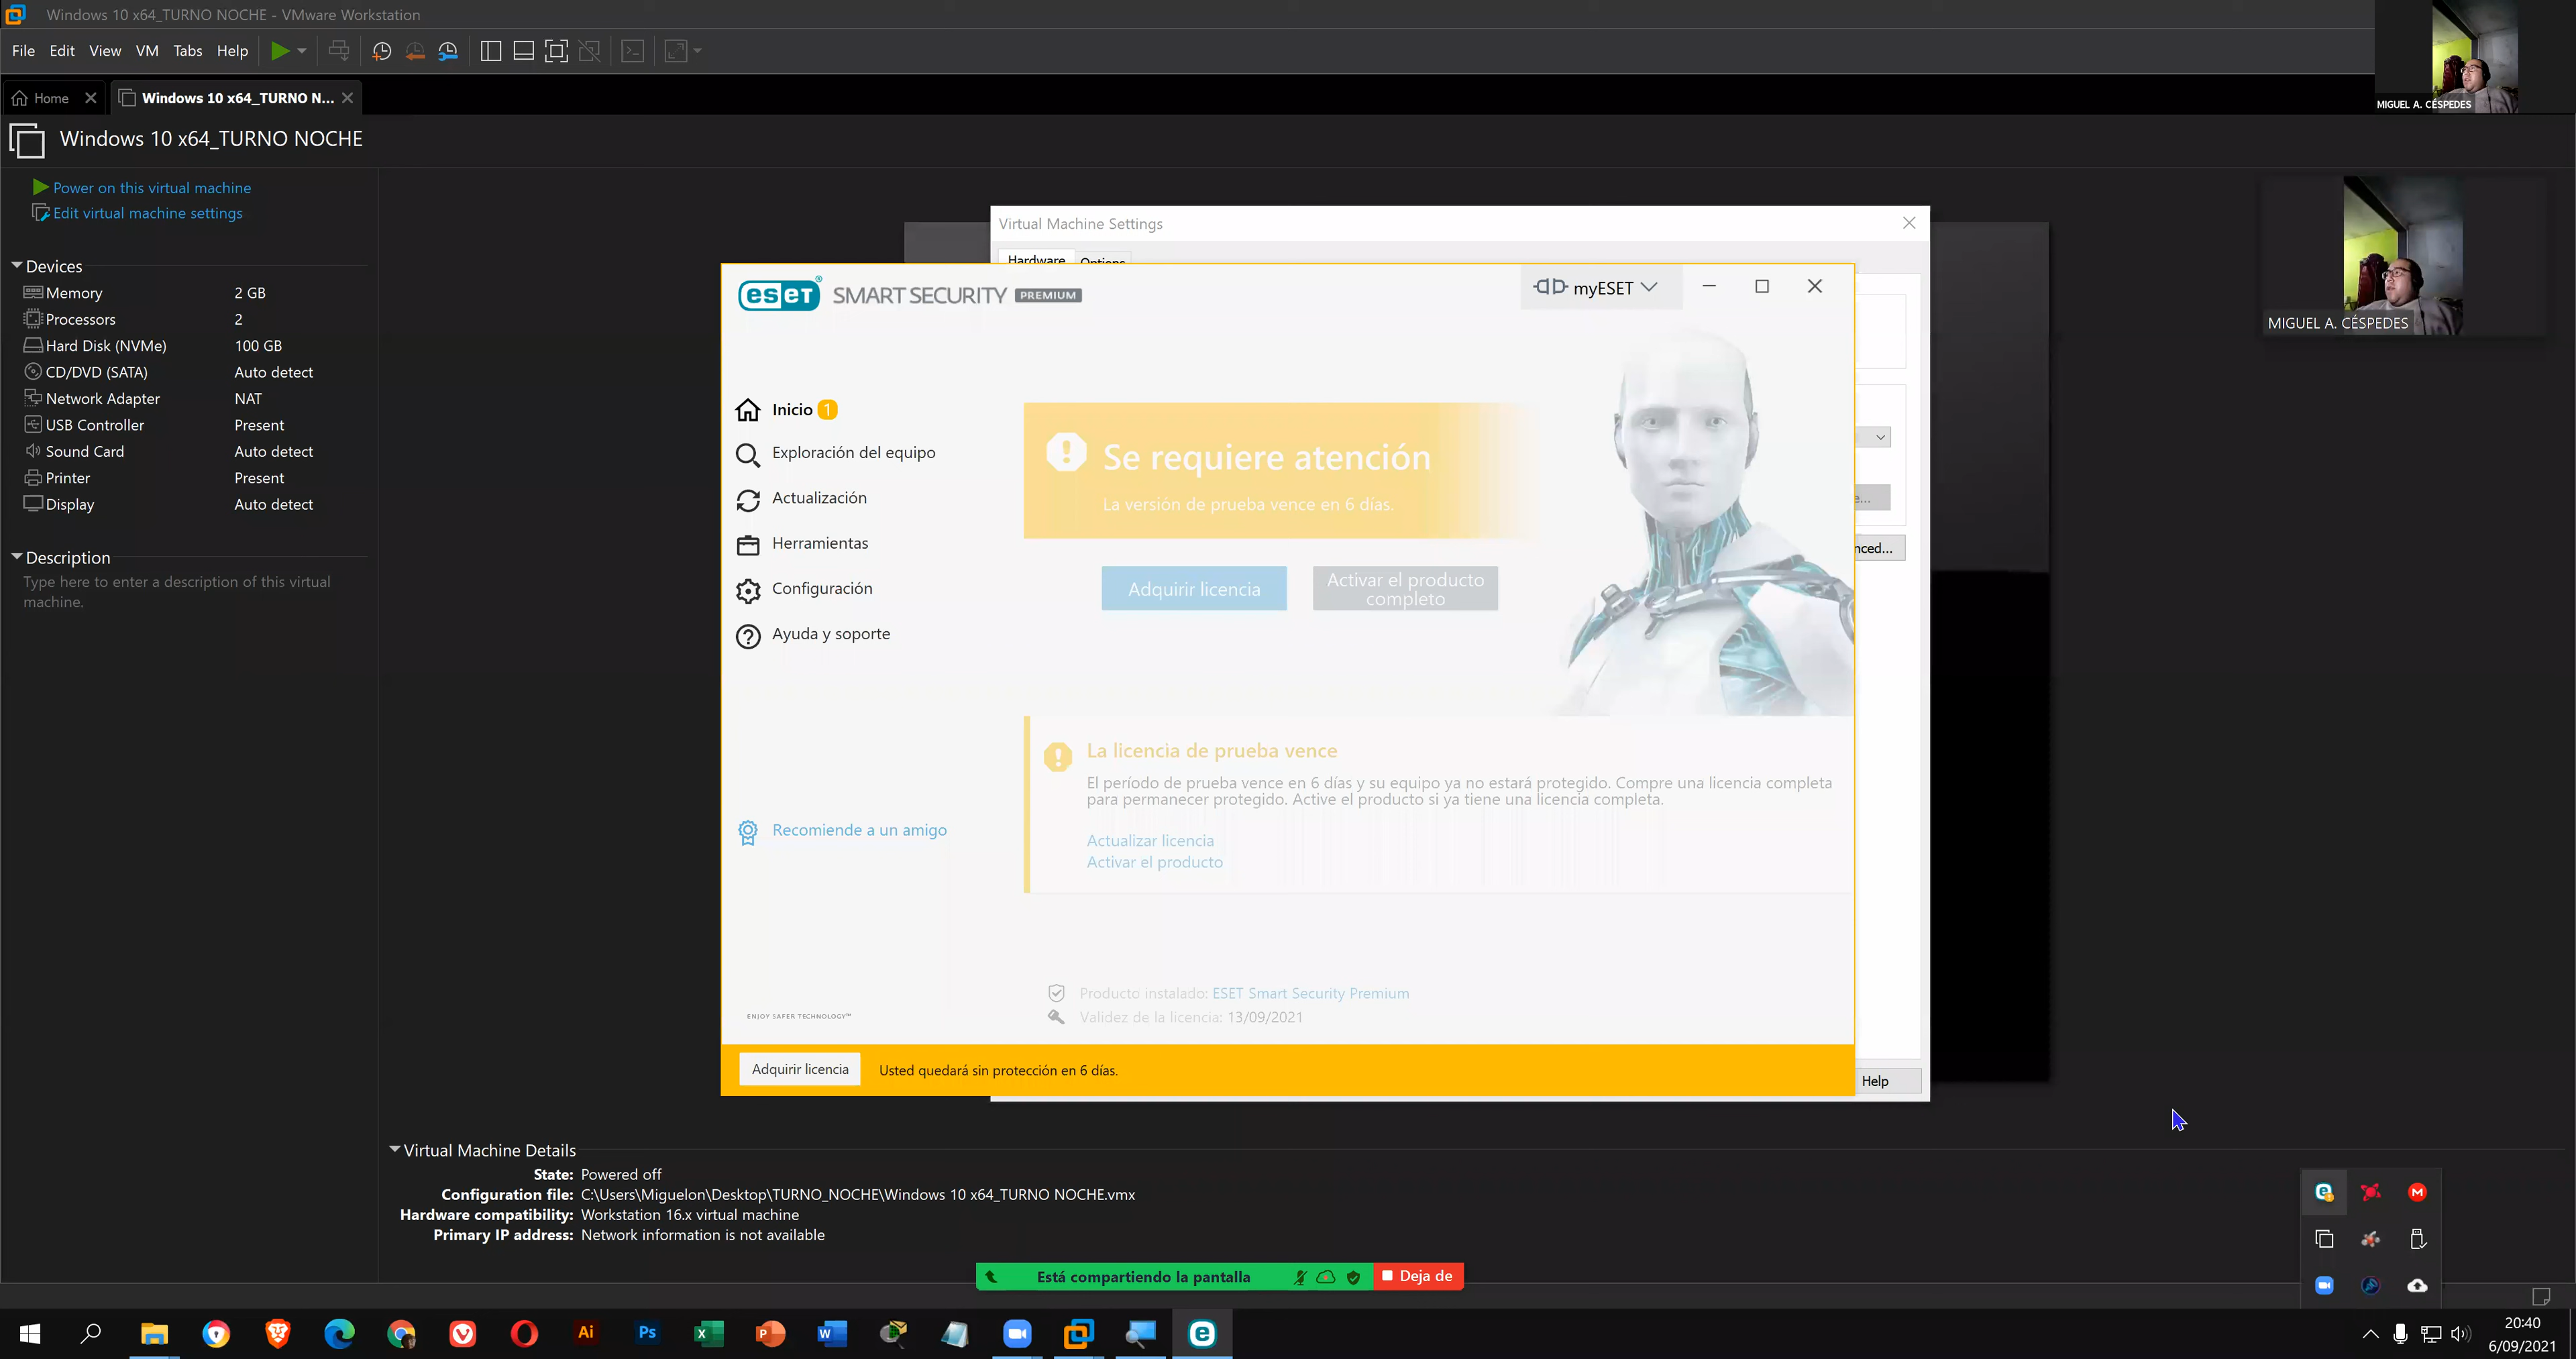 Windows 10 x64_TURNO NOCHE - VMware Workstation
File Edit View VM Tabs Help
MIGUEL A. CÉSPEDES
Home
Windows 10 x64_TURNO N...
Windows 10 x64_TURNO NOCHE
Power on this virtual machine
Edit virtual machine settings
Devices
Memory 2 GB
Processors 2
Hard Disk (NVMe) 100 GB
CD/DVD (SATA) Auto detect
Network Adapter NAT
USB Controller Present
Sound Card Auto detect
Printer Present
Display Auto detect
Description
Type here to enter a description of this virtual
machine.
Virtual Machine Settings
Hardware Options
eset ® SMART SECURITY PREMIUM
myESET
Inicio 1
Exploración del equipo
Actualización
Herramientas
Configuración
Ayuda y soporte
Recomiende a un amigo
ENJOY SAFER TECHNOLOGY™
Se requiere atención
La versión de prueba vence en 6 días.
Adquirir licencia
Activar el producto
completo
La licencia de prueba vence
El período de prueba vence en 6 días y su equipo ya no estará protegido. Compre una licencia completa
para permanecer protegido. Active el producto si ya tiene una licencia completa.
Actualizar licencia
Activar el producto
Producto instalado: ESET Smart Security Premium
Validez de la licencia: 13/09/2021
Adquirir licencia
Usted quedará sin protección en 6 días.
e...
nced...
Help
MIGUEL A. CÉSPEDES
Virtual Machine Details
State: Powered off
Configuration file: C:\Users\Miguelon\Desktop\TURNO_NOCHE\Windows 10 x64_TURNO NOCHE.vmx
Hardware compatibility: Workstation 16.x virtual machine
Primary IP address: Network information is not available
Está compartiendo la pantalla
Deja de
Ai
Ps
20:40
6/09/2021